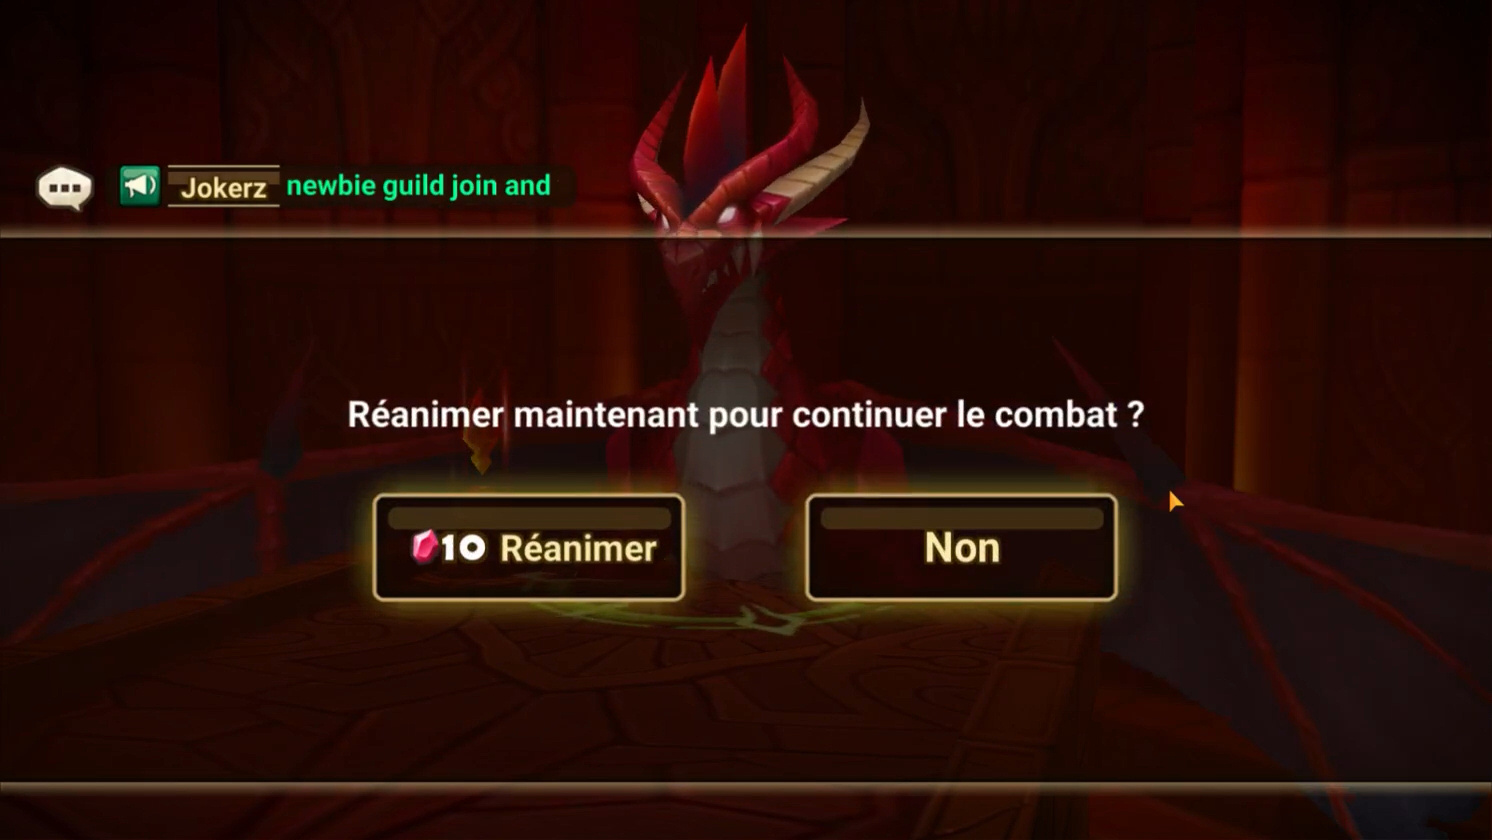 Jokerz newbie guild join and
Réanimer maintenant pour continuer le combat ?
10 Réanimer
Non